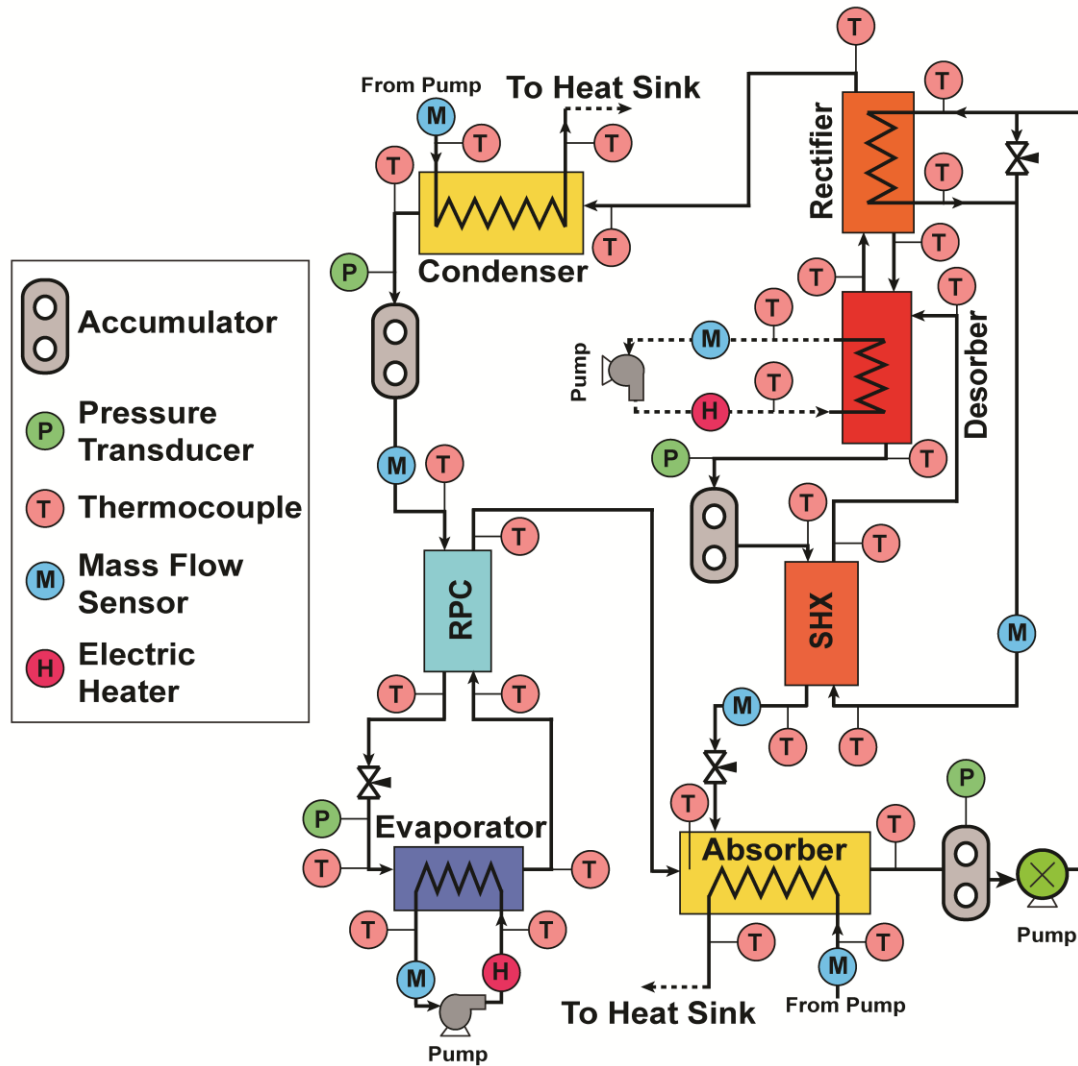 T
From Pump
To Heat Sink
T
M
T
T
T
Rectifier
T
T
T
Condenser
T
T
T
P
Accumulator
T
M
Pump
T
H
Desorber
P
Pressure
Transducer
P
T
M
T
T
Thermocouple
T
T
T
M
Mass Flow
Sensor
RPC
SHX
M
H
Electric
Heater
T
T
M
T
T
P
T
P
Evaporator
T
T
Absorber
T
T
T
T
T
T
M
H
M
Pump
To Heat Sink
From Pump
Pump